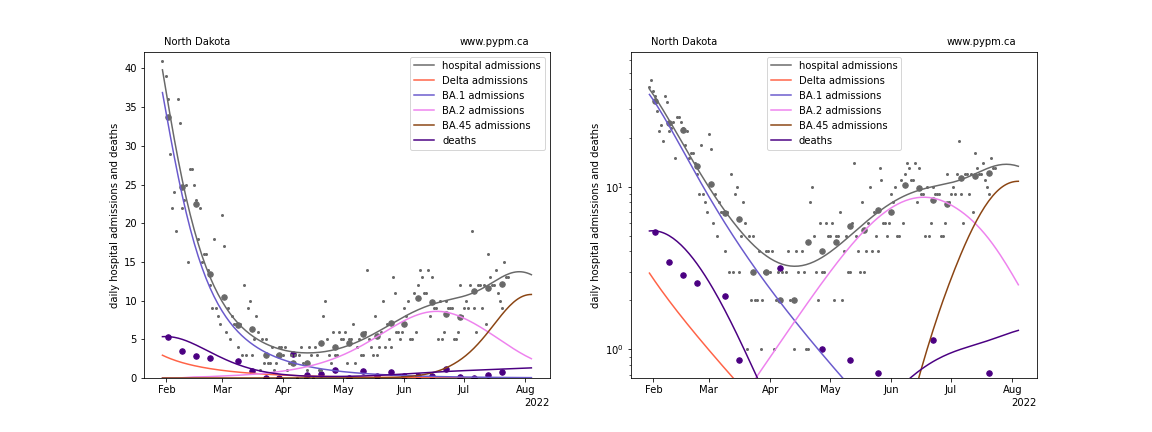 North Dakota
www.pypm.ca
daily hospital admissions and deaths
40
35
30
25
20
15
10
5
0
hospital admissions
Delta admissions
BA.1 admissions
BA.2 admissions
BA.45 admissions
deaths
Feb Mar Apr May Jun Jul Aug
2022
North Dakota
www.pypm.ca
daily hospital admissions and deaths
10¹
10⁰
hospital admissions
Delta admissions
BA.1 admissions
BA.2 admissions
BA.45 admissions
deaths
Feb Mar Apr May Jun Jul Aug
2022